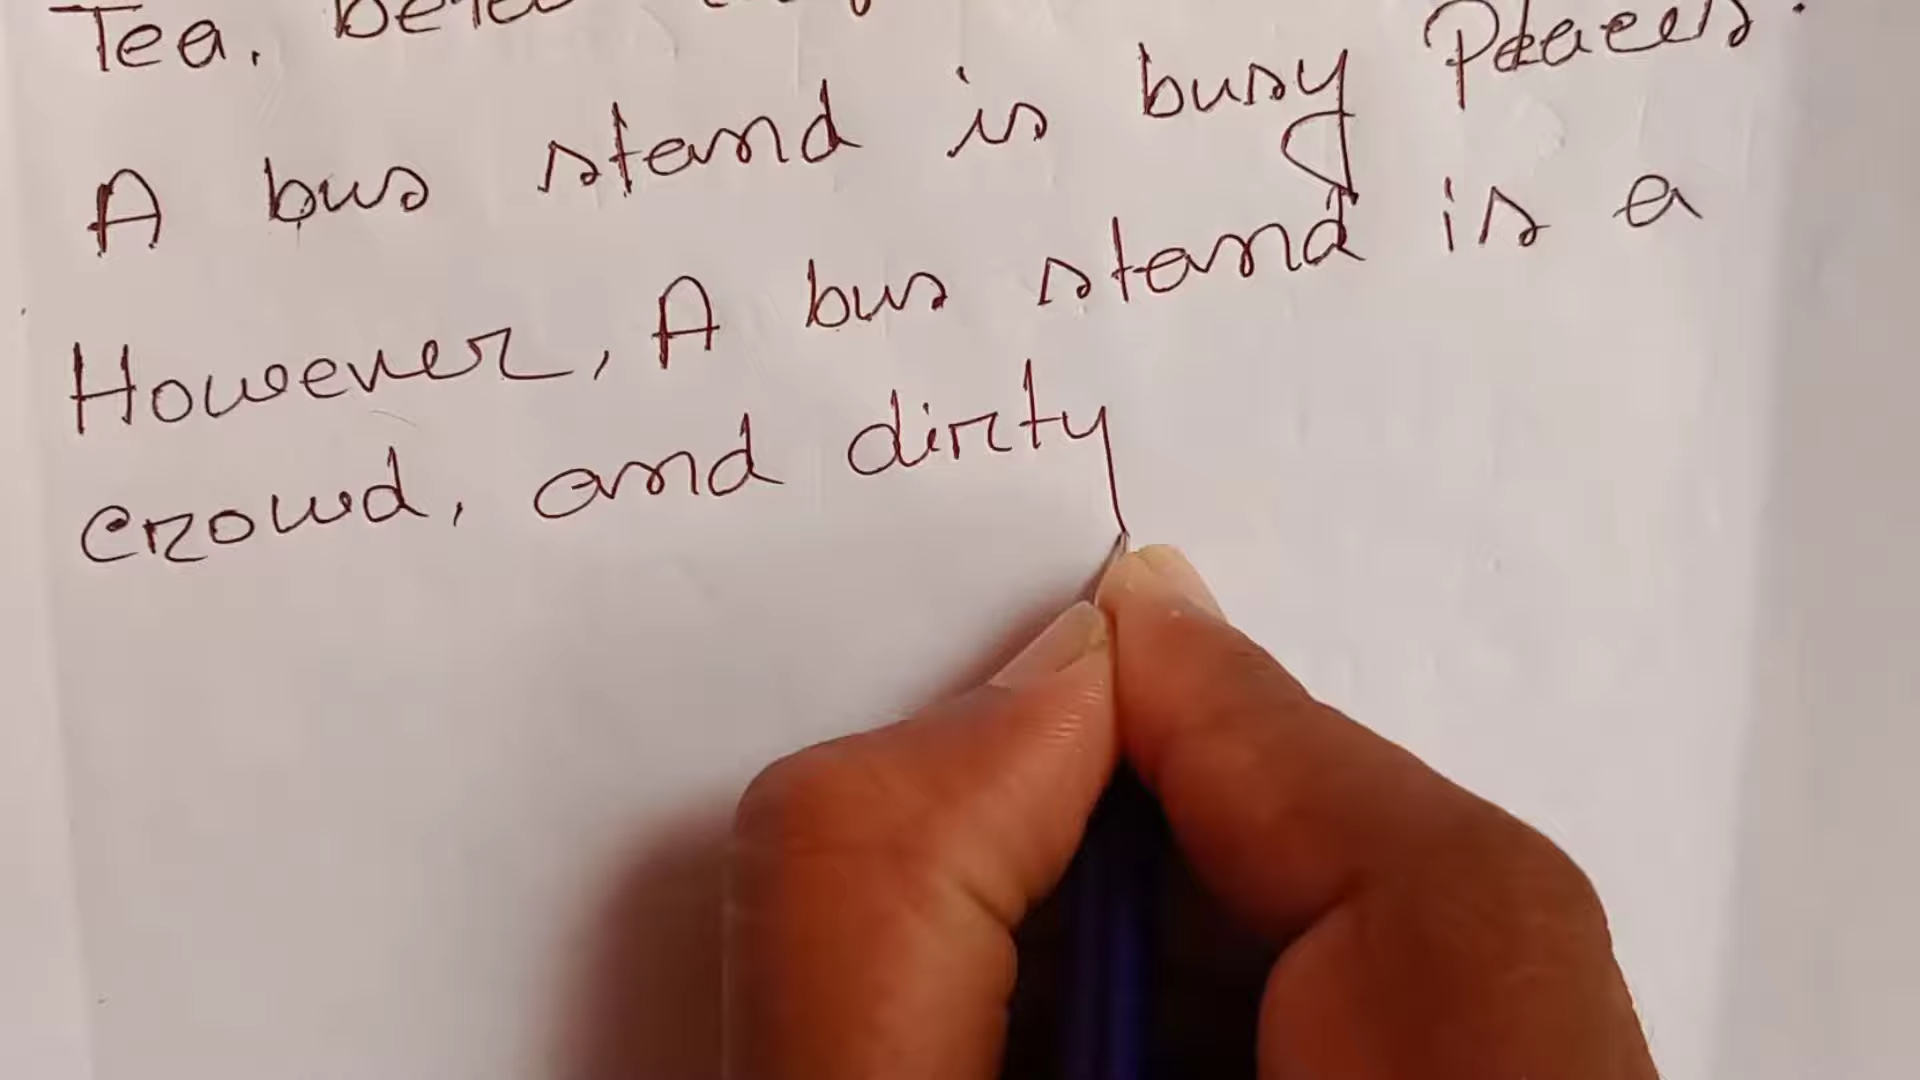 Tea.
A bus stand is busy Places.
However, A bus stand is a
crowd, and dirty